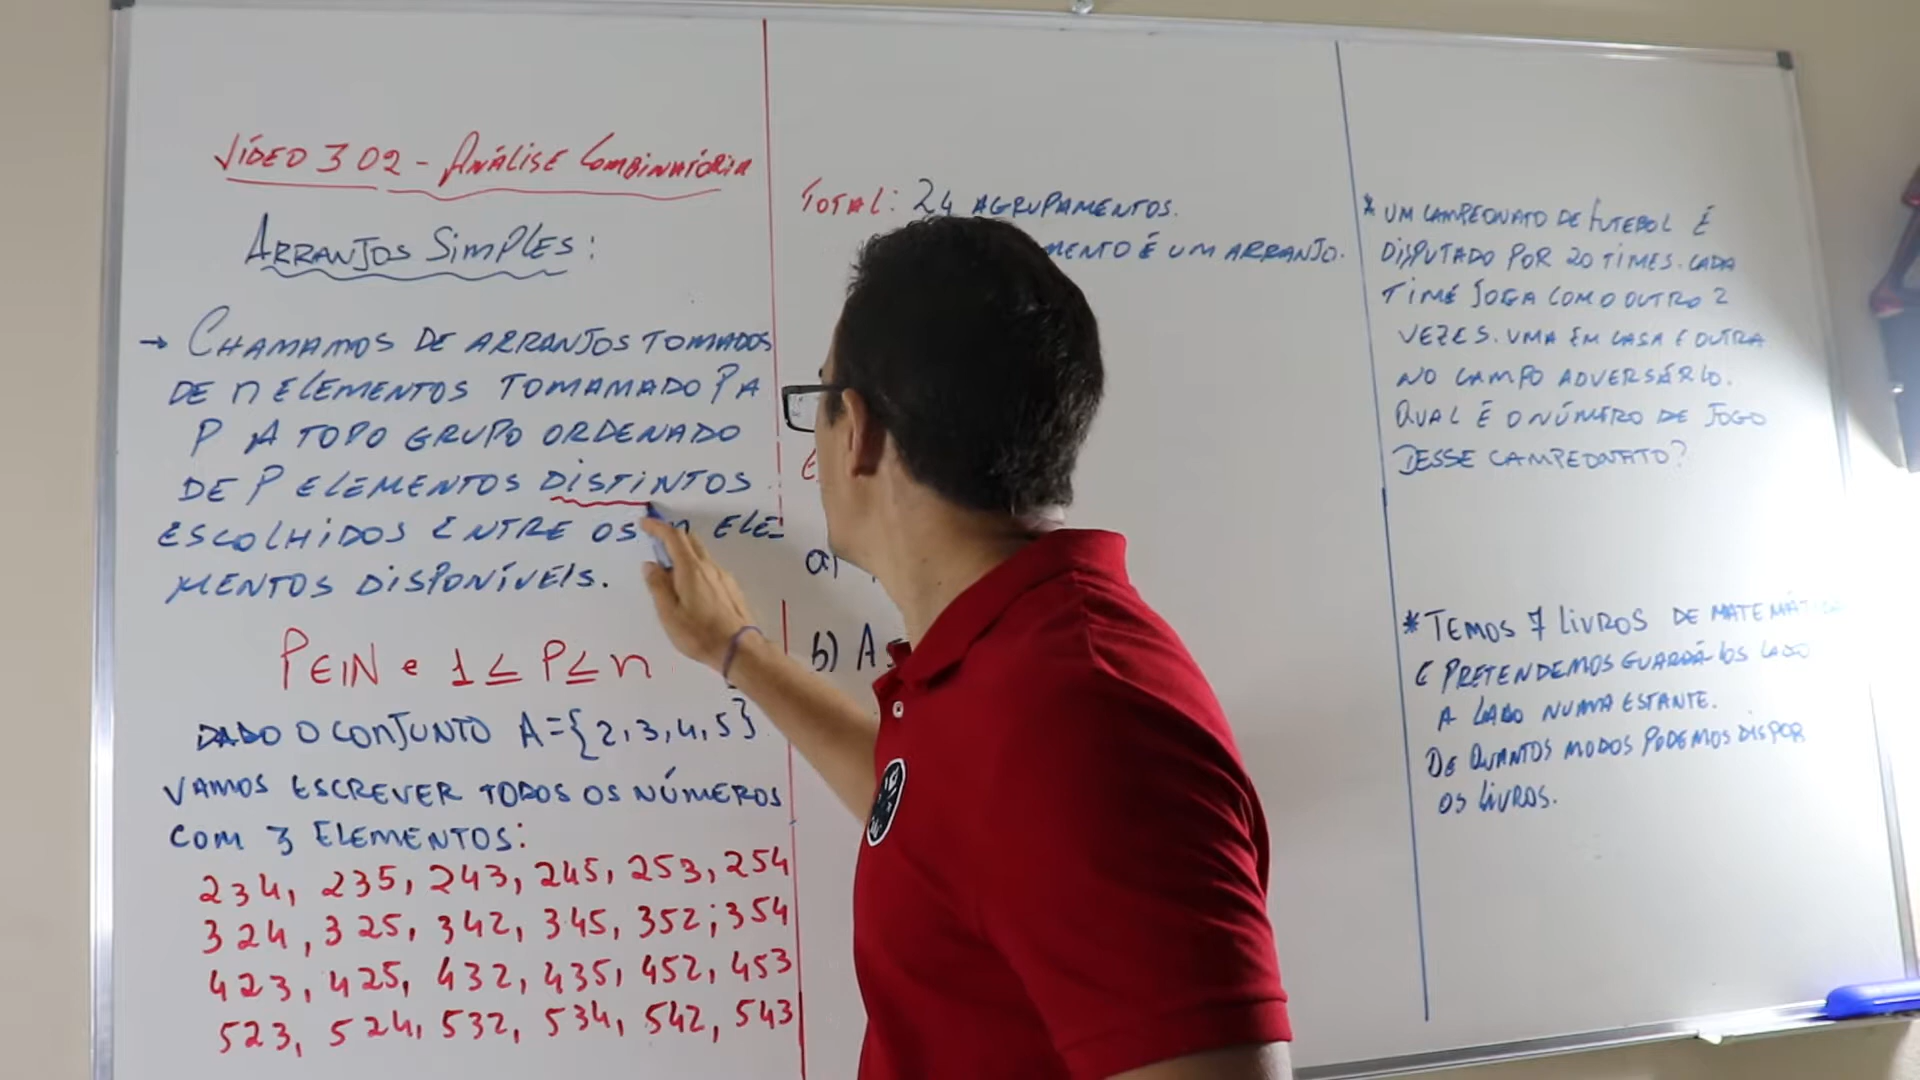 VÍDEO 302 - ANÁLISE COMBINATÓRIA
ARRANJOS SIMPLES:
→ CHAMAMOS DE ARRANJOS TOMADOS
DE n ELEMENTOS TOMAMADO P A
P A TODO GRUPO ORDENADO
DE P ELEMENTOS DISTINTOS
ESCOLHIDOS ENTRE OS n ELE-
MENTOS DISPONÍVEIS.
P∈IN e 1 ≤ P ≤ n
DADO O CONJUNTO A={2,3,4,5}
VAMOS ESCREVER TODOS OS NÚMEROS
COM 3 ELEMENTOS:
234, 235, 243, 245, 253, 254
324, 325, 342, 345, 352; 354
423, 425, 432, 435, 452, 453
523, 524, 532, 534, 542, 543
TOTAL: 24 AGRUPAMENTOS.
MENTO É UM ARRANJO.
a)
b) A5
* UM CAMPEONATO DE FUTEBOL É
DISPUTADO POR 20 TIMES. CADA
TIME JOGA COM O OUTRO 2
VEZES. UMA EM CASA E OUTRA
NO CAMPO ADVERSÁRIO.
QUAL É O NÚMERO DE JOGO
DESSE CAMPEONATO?
* TEMOS 7 LIVROS DE MATEMÁTICA
E PRETENDEMOS GUARDÁ-LOS LADO
A LADO NUMA ESTANTE.
DE QUANTOS MODOS PODEMOS DISPOR
OS LIVROS.